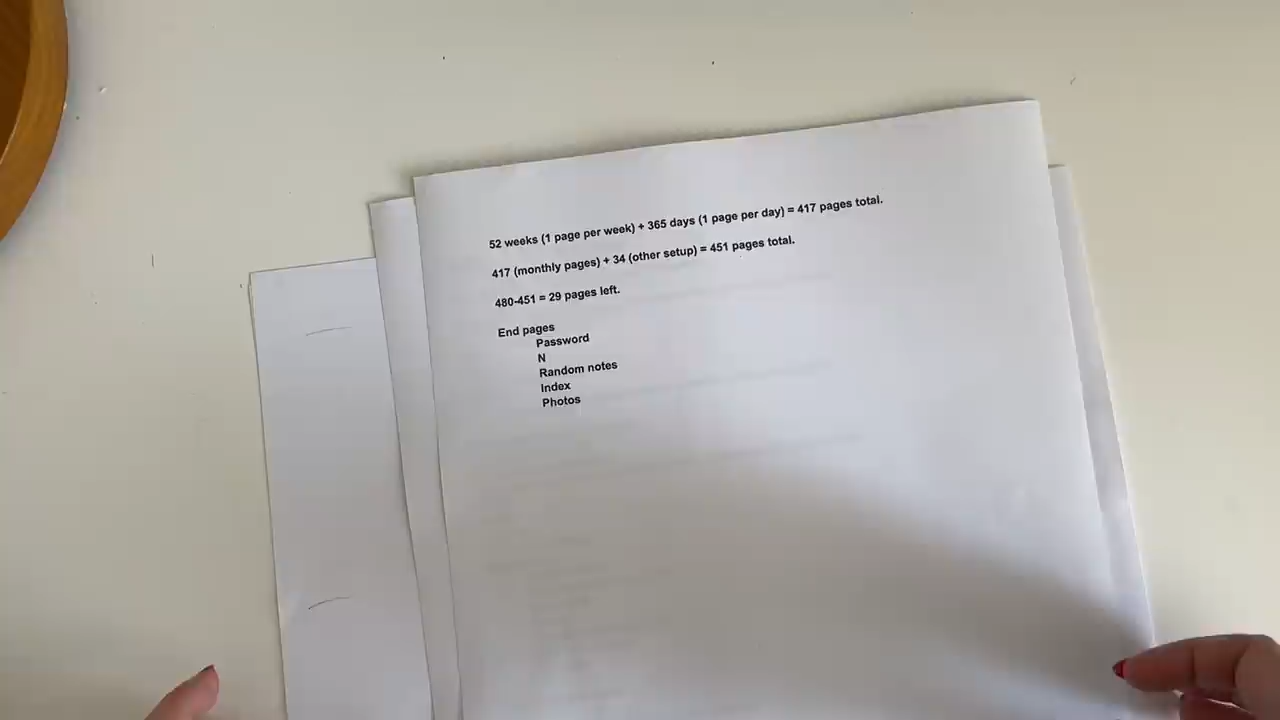 52 weeks (1 page per week) + 365 days (1 page per day) = 417 pages total.
417 (monthly pages) + 34 (other setup) = 451 pages total.
480-451 = 29 pages left.
End pages
Password
N
Random notes
Index
Photos